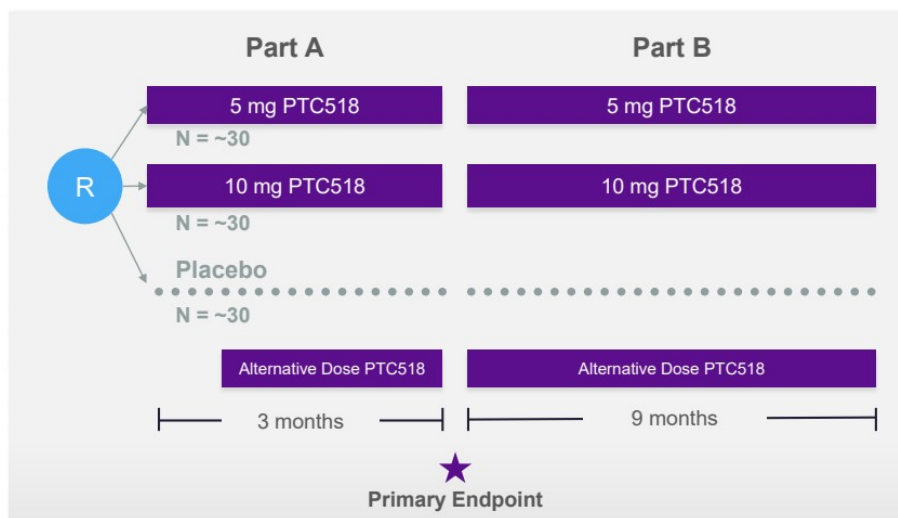 Part A
Part B
5 mg PTC518
5 mg PTC518
N = ~30
R
10 mg PTC518
10 mg PTC518
N = ~30
Placebo
N = ~30
Alternative Dose PTC518
Alternative Dose PTC518
3 months
9 months
Primary Endpoint